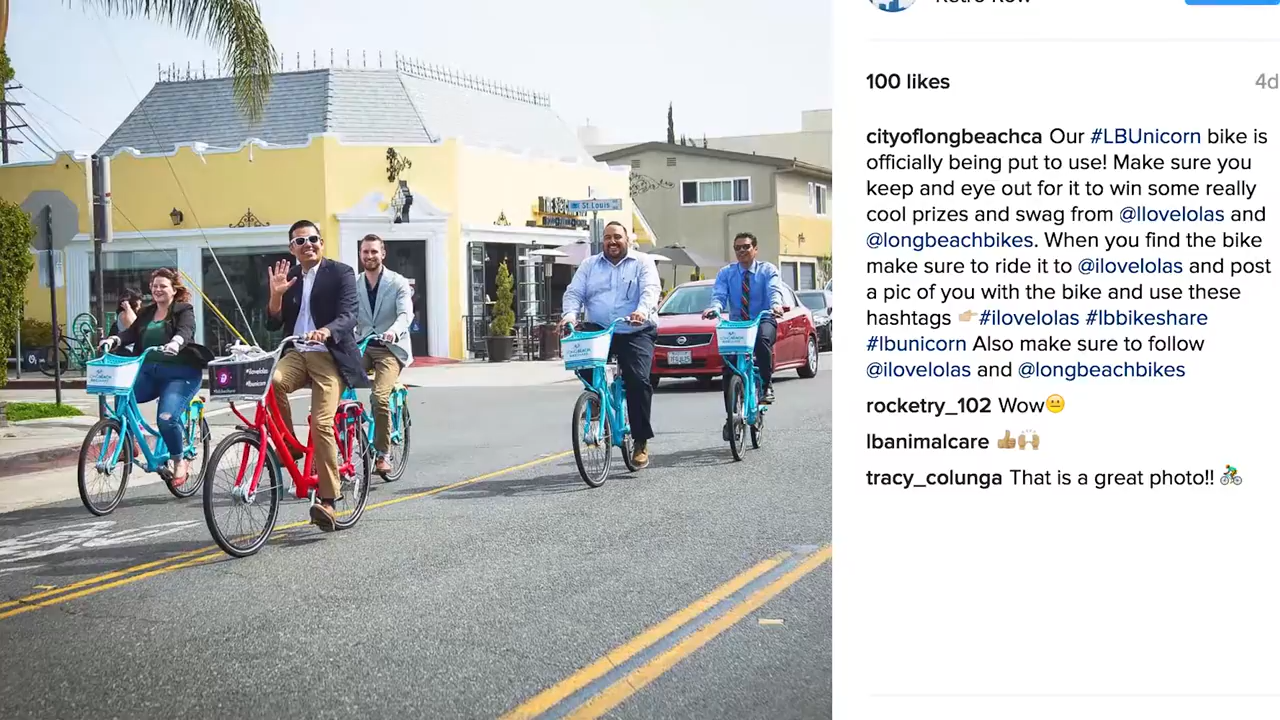 Retro Row
100 likes
4d
cityoflongbeachca Our #LBUnicorn bike is
officially being put to use! Make sure you
keep and eye out for it to win some really
cool prizes and swag from @llovelolas and
@longbeachbikes. When you find the bike
make sure to ride it to @ilovelolas and post
a pic of you with the bike and use these
hashtags 👉🏼#ilovelolas #lbbikeshare
#lbunicorn Also make sure to follow
@ilovelolas and @longbeachbikes
rocketry_102 Wow😐
lbanimalcare 👍🏽🙌🏽
tracy_colunga That is a great photo!! 🚴
St Louis
#ilovelolas
#lbunicorn